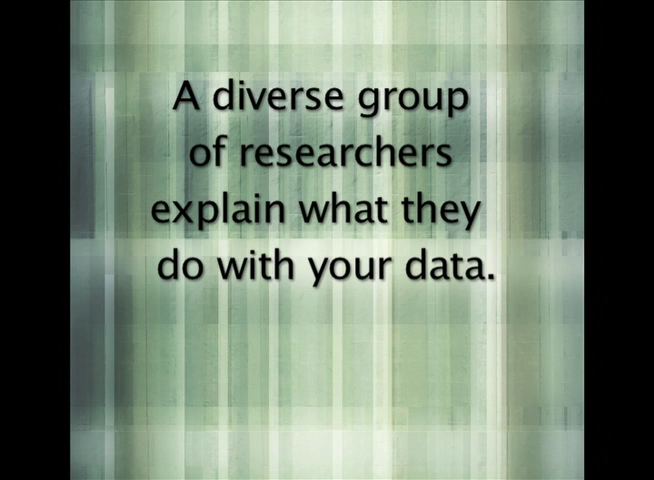 A diverse group
of researchers
explain what they
do with your data.